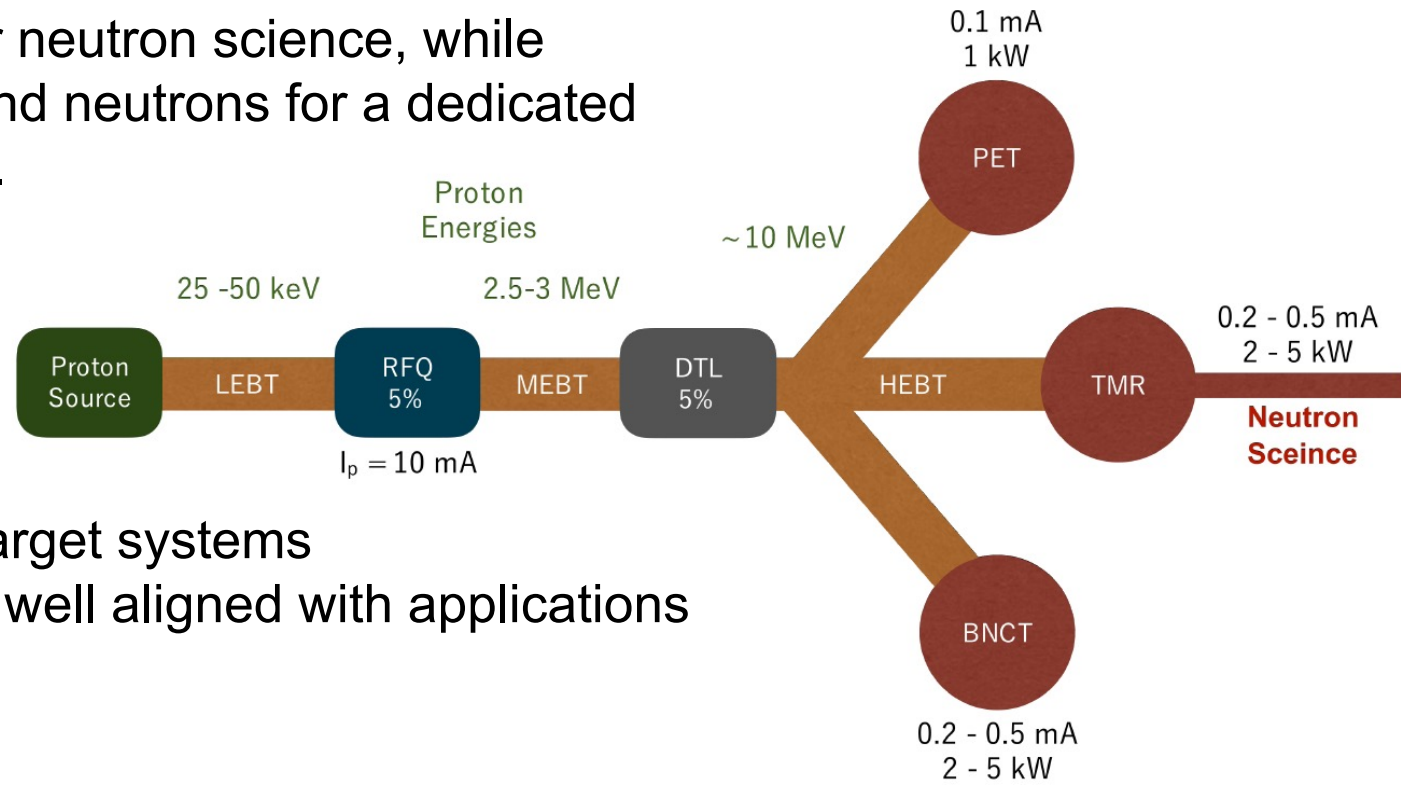 r neutron science, while
nd neutrons for a dedicated
.
0.1 mA
1 kW
PET
Proton
Energies
~10 MeV
25 -50 keV
2.5-3 MeV
Proton
Source
LEBT
RFQ
5%
MEBT
DTL
5%
HEBT
TMR
0.2 - 0.5 mA
2 - 5 kW
Neutron
Sceince
Iₚ = 10 mA
arget systems
well aligned with applications
BNCT
0.2 - 0.5 mA
2 - 5 kW